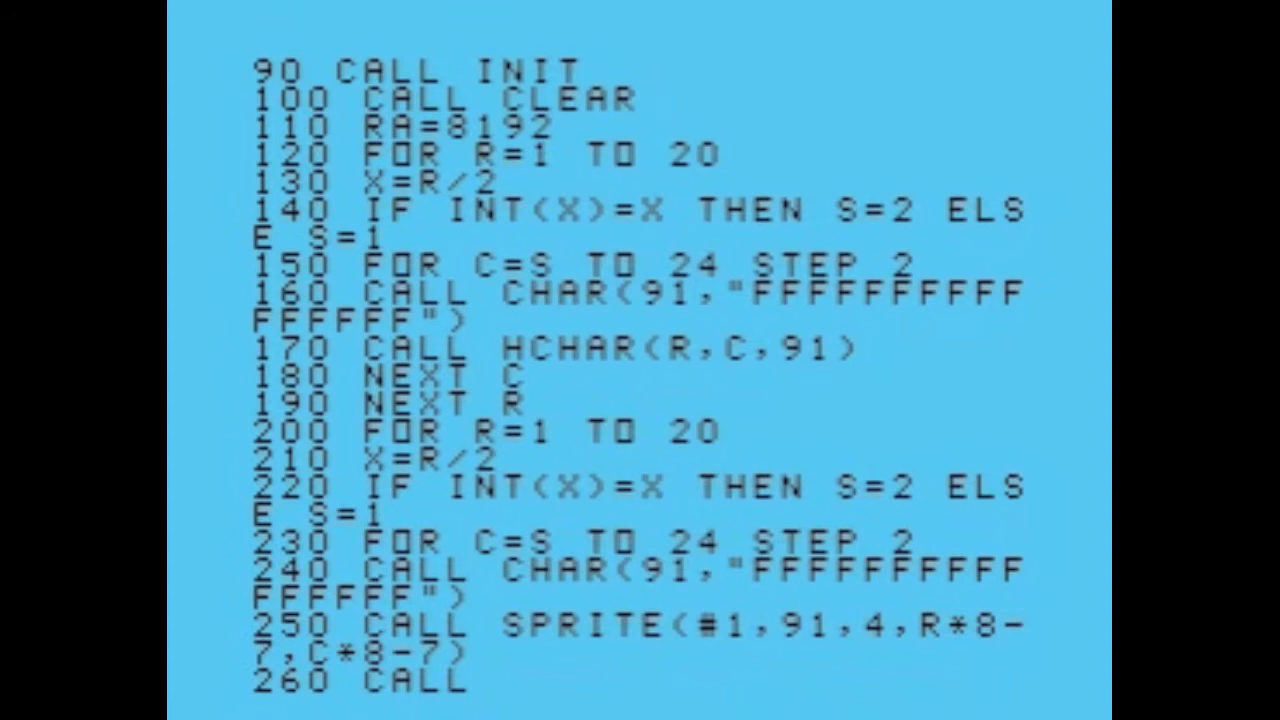 90 CALL INIT
100 CALL CLEAR
110 RA=8192
120 FOR R=1 TO 20
130 X=R/2
140 IF INT(X)=X THEN S=2 ELS
E S=1
150 FOR C=S TO 24 STEP 2
160 CALL CHAR(91,"FFFFFFFFFF
FFFFFF")
170 CALL HCHAR(R,C,91)
180 NEXT C
190 NEXT R
200 FOR R=1 TO 20
210 X=R/2
220 IF INT(X)=X THEN S=2 ELS
E S=1
230 FOR C=S TO 24 STEP 2
240 CALL CHAR(91,"FFFFFFFFFF
FFFFFF")
250 CALL SPRITE(#1,91,4,R*8-
7,C*8-7)
260 CALL